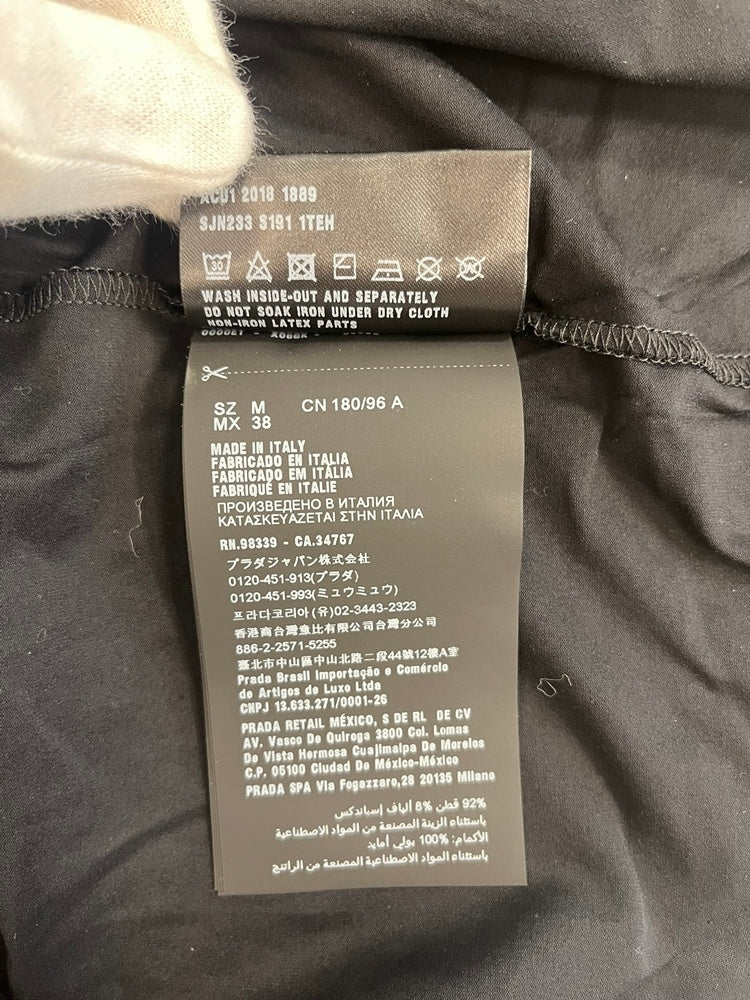 ACU1 2018 1889
SJN233 S191 1TEH
30
WASH INSIDE-OUT AND SEPARATELY
DO NOT SOAK IRON UNDER DRY CLOTH
NON-IRON LATEX PARTS
SZ M CN 180/96 A
MX 38
MADE IN ITALY
FABRICADO EN ITALIA
FABRICADO EM ITÁLIA
FABRIQUÉ EN ITALIE
ПРОИЗВЕДЕНО В ИТАЛИЯ
ΚΑΤΑΣΚΕΥΑΖΕΤΑΙ ΣΤΗΝ ΙΤΑΛΙΑ
RN.98339 - CA.34767
プラダジャパン株式会社
0120-451-913(プラダ)
0120-451-993(ミュウミュウ)
프라다코리아(유)02-3443-2323
香港商台灣意比有限公司台灣分公司
886-2-2571-5255
臺北市中山區中山北路二段44號12樓A室
Prada Brasil Importação e Comércio
de Artigos de Luxo Ltda
CNPJ 13.633.271/0001-26
PRADA RETAIL MÉXICO, S DE RL DE CV
AV. Vasco De Quiroga 3800 Col. Lomas
De Vista Hermosa Cuajimalpa De Morelos
C.P. 05100 Ciudad De México-México
PRADA SPA Via Fogazzaro,28 20135 Milano
92% قطن 8% ألياف إسباندكس
باستثناء الزينة المصنعة من المواد الاصطناعية
الأكمام: 100% بولي أمايد
باستثناء المواد الاصطناعية المصنعة من الراتنج